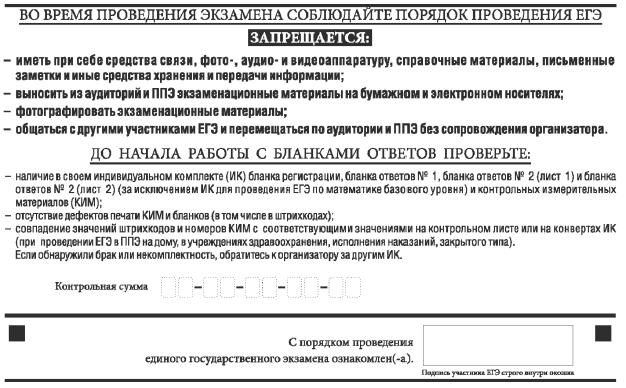 ВО ВРЕМЯ ПРОВЕДЕНИЯ ЭКЗАМЕНА СОБЛЮДАЙТЕ ПОРЯДОК ПРОВЕДЕНИЯ ЕГЭ
ЗАПРЕЩАЕТСЯ:
– иметь при себе средства связи, фото-, аудио- и видеоаппаратуру, справочные материалы, письменные
заметки и иные средства хранения и передачи информации;
– выносить из аудиторий и ППЭ экзаменационные материалы на бумажном и электронном носителях;
– фотографировать экзаменационные материалы;
– общаться с другими участниками ЕГЭ и перемещаться по аудитории и ППЭ без сопровождения организатора.
ДО НАЧАЛА РАБОТЫ С БЛАНКАМИ ОТВЕТОВ ПРОВЕРЬТЕ:
– наличие в своем индивидуальном комплекте (ИК) бланка регистрации, бланка ответов № 1, бланка ответов № 2 (лист 1) и бланка
ответов № 2 (лист 2) (за исключением ИК для проведения ЕГЭ по математике базового уровня) и контрольных измерительных
материалов (КИМ);
– отсутствие дефектов печати КИМ и бланков (в том числе в штрихкодах);
– совпадение значений штрихкодов и номеров КИМ с соответствующими значениями на контрольном листе или на конвертах ИК
(при проведении ЕГЭ в ППЭ на дому, в учреждениях здравоохранения, исполнения наказаний, закрытого типа).
Если обнаружили брак или некомплектность, обратитесь к организатору за другим ИК.
Контрольная сумма
С порядком проведения
единого государственного экзамена ознакомлен(-а).
Подпись участника ЕГЭ строго внутри окошка